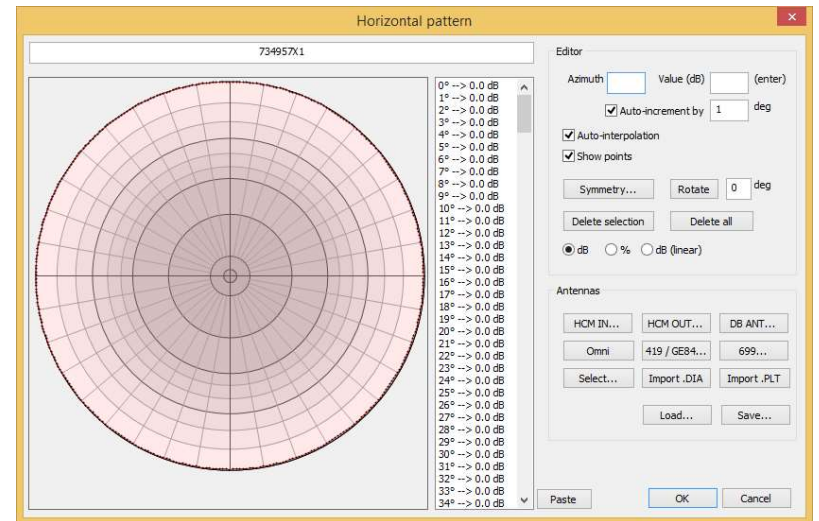 Horizontal pattern
x
734957X1
0° --> 0.0 dB
1° --> 0.0 dB
2° --> 0.0 dB
3° --> 0.0 dB
4° --> 0.0 dB
5° --> 0.0 dB
6° --> 0.0 dB
7° --> 0.0 dB
8° --> 0.0 dB
9° --> 0.0 dB
10° --> 0.0 dB
11° --> 0.0 dB
12° --> 0.0 dB
13° --> 0.0 dB
14° --> 0.0 dB
15° --> 0.0 dB
16° --> 0.0 dB
17° --> 0.0 dB
18° --> 0.0 dB
19° --> 0.0 dB
20° --> 0.0 dB
21° --> 0.0 dB
22° --> 0.0 dB
23° --> 0.0 dB
24° --> 0.0 dB
25° --> 0.0 dB
26° --> 0.0 dB
27° --> 0.0 dB
28° --> 0.0 dB
29° --> 0.0 dB
30° --> 0.0 dB
31° --> 0.0 dB
32° --> 0.0 dB
33° --> 0.0 dB
34° --> 0.0 dB
Editor
Azimuth Value (dB) (enter)
Auto-increment by 1 deg
Auto-interpolation
Show points
Symmetry... Rotate 0 deg
Delete selection Delete all
dB % dB (linear)
Antennas
HCM IN... HCM OUT... DB ANT...
Omni 419 / GE84... 699...
Select... Import .DIA Import .PLT
Load... Save...
Paste OK Cancel